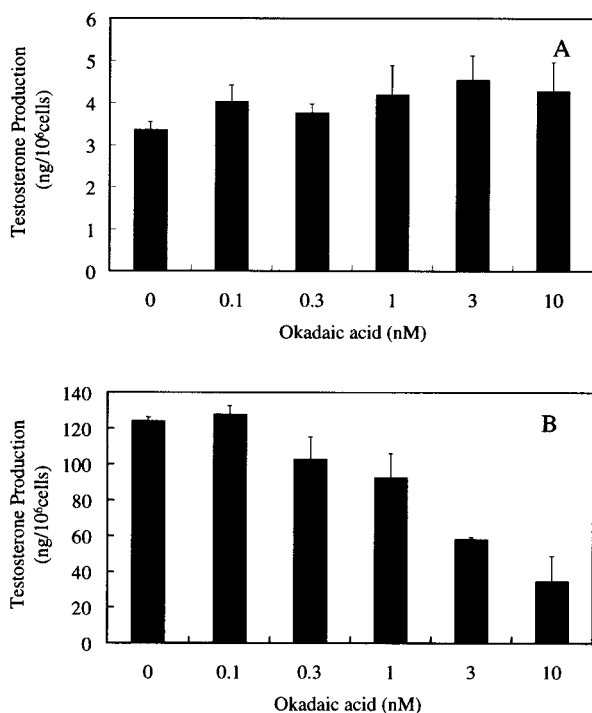 A
Testosterone Production
(ng/10⁶cells)
6
5
4
3
2
1
0
0 0.1 0.3 1 3 10
Okadaic acid (nM)
B
Testosterone Production
(ng/10⁶cells)
140
120
100
80
60
40
20
0
0 0.1 0.3 1 3 10
Okadaic acid (nM)